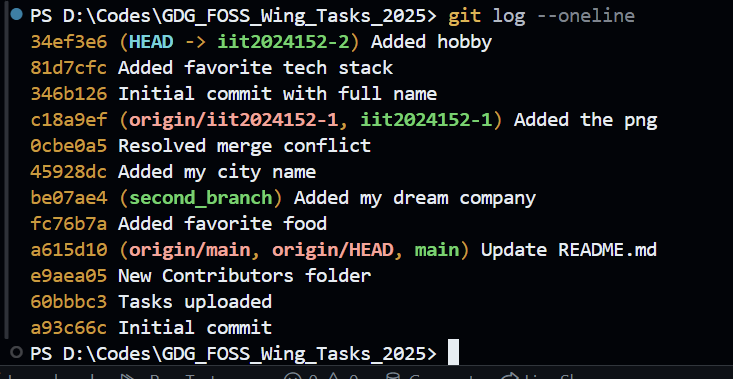 PS D:\Codes\GDG_FOSS_Wing_Tasks_2025> git log --oneline
34ef3e6 (HEAD -> iit2024152-2) Added hobby
81d7cfc Added favorite tech stack
346b126 Initial commit with full name
c18a9ef (origin/iit2024152-1, iit2024152-1) Added the png
0cbe0a5 Resolved merge conflict
45928dc Added my city name
be07ae4 (second_branch) Added my dream company
fc76b7a Added favorite food
a615d10 (origin/main, origin/HEAD, main) Update README.md
e9aea05 New Contributors folder
60bbbc3 Tasks uploaded
a93c66c Initial commit
PS D:\Codes\GDG_FOSS_Wing_Tasks_2025>